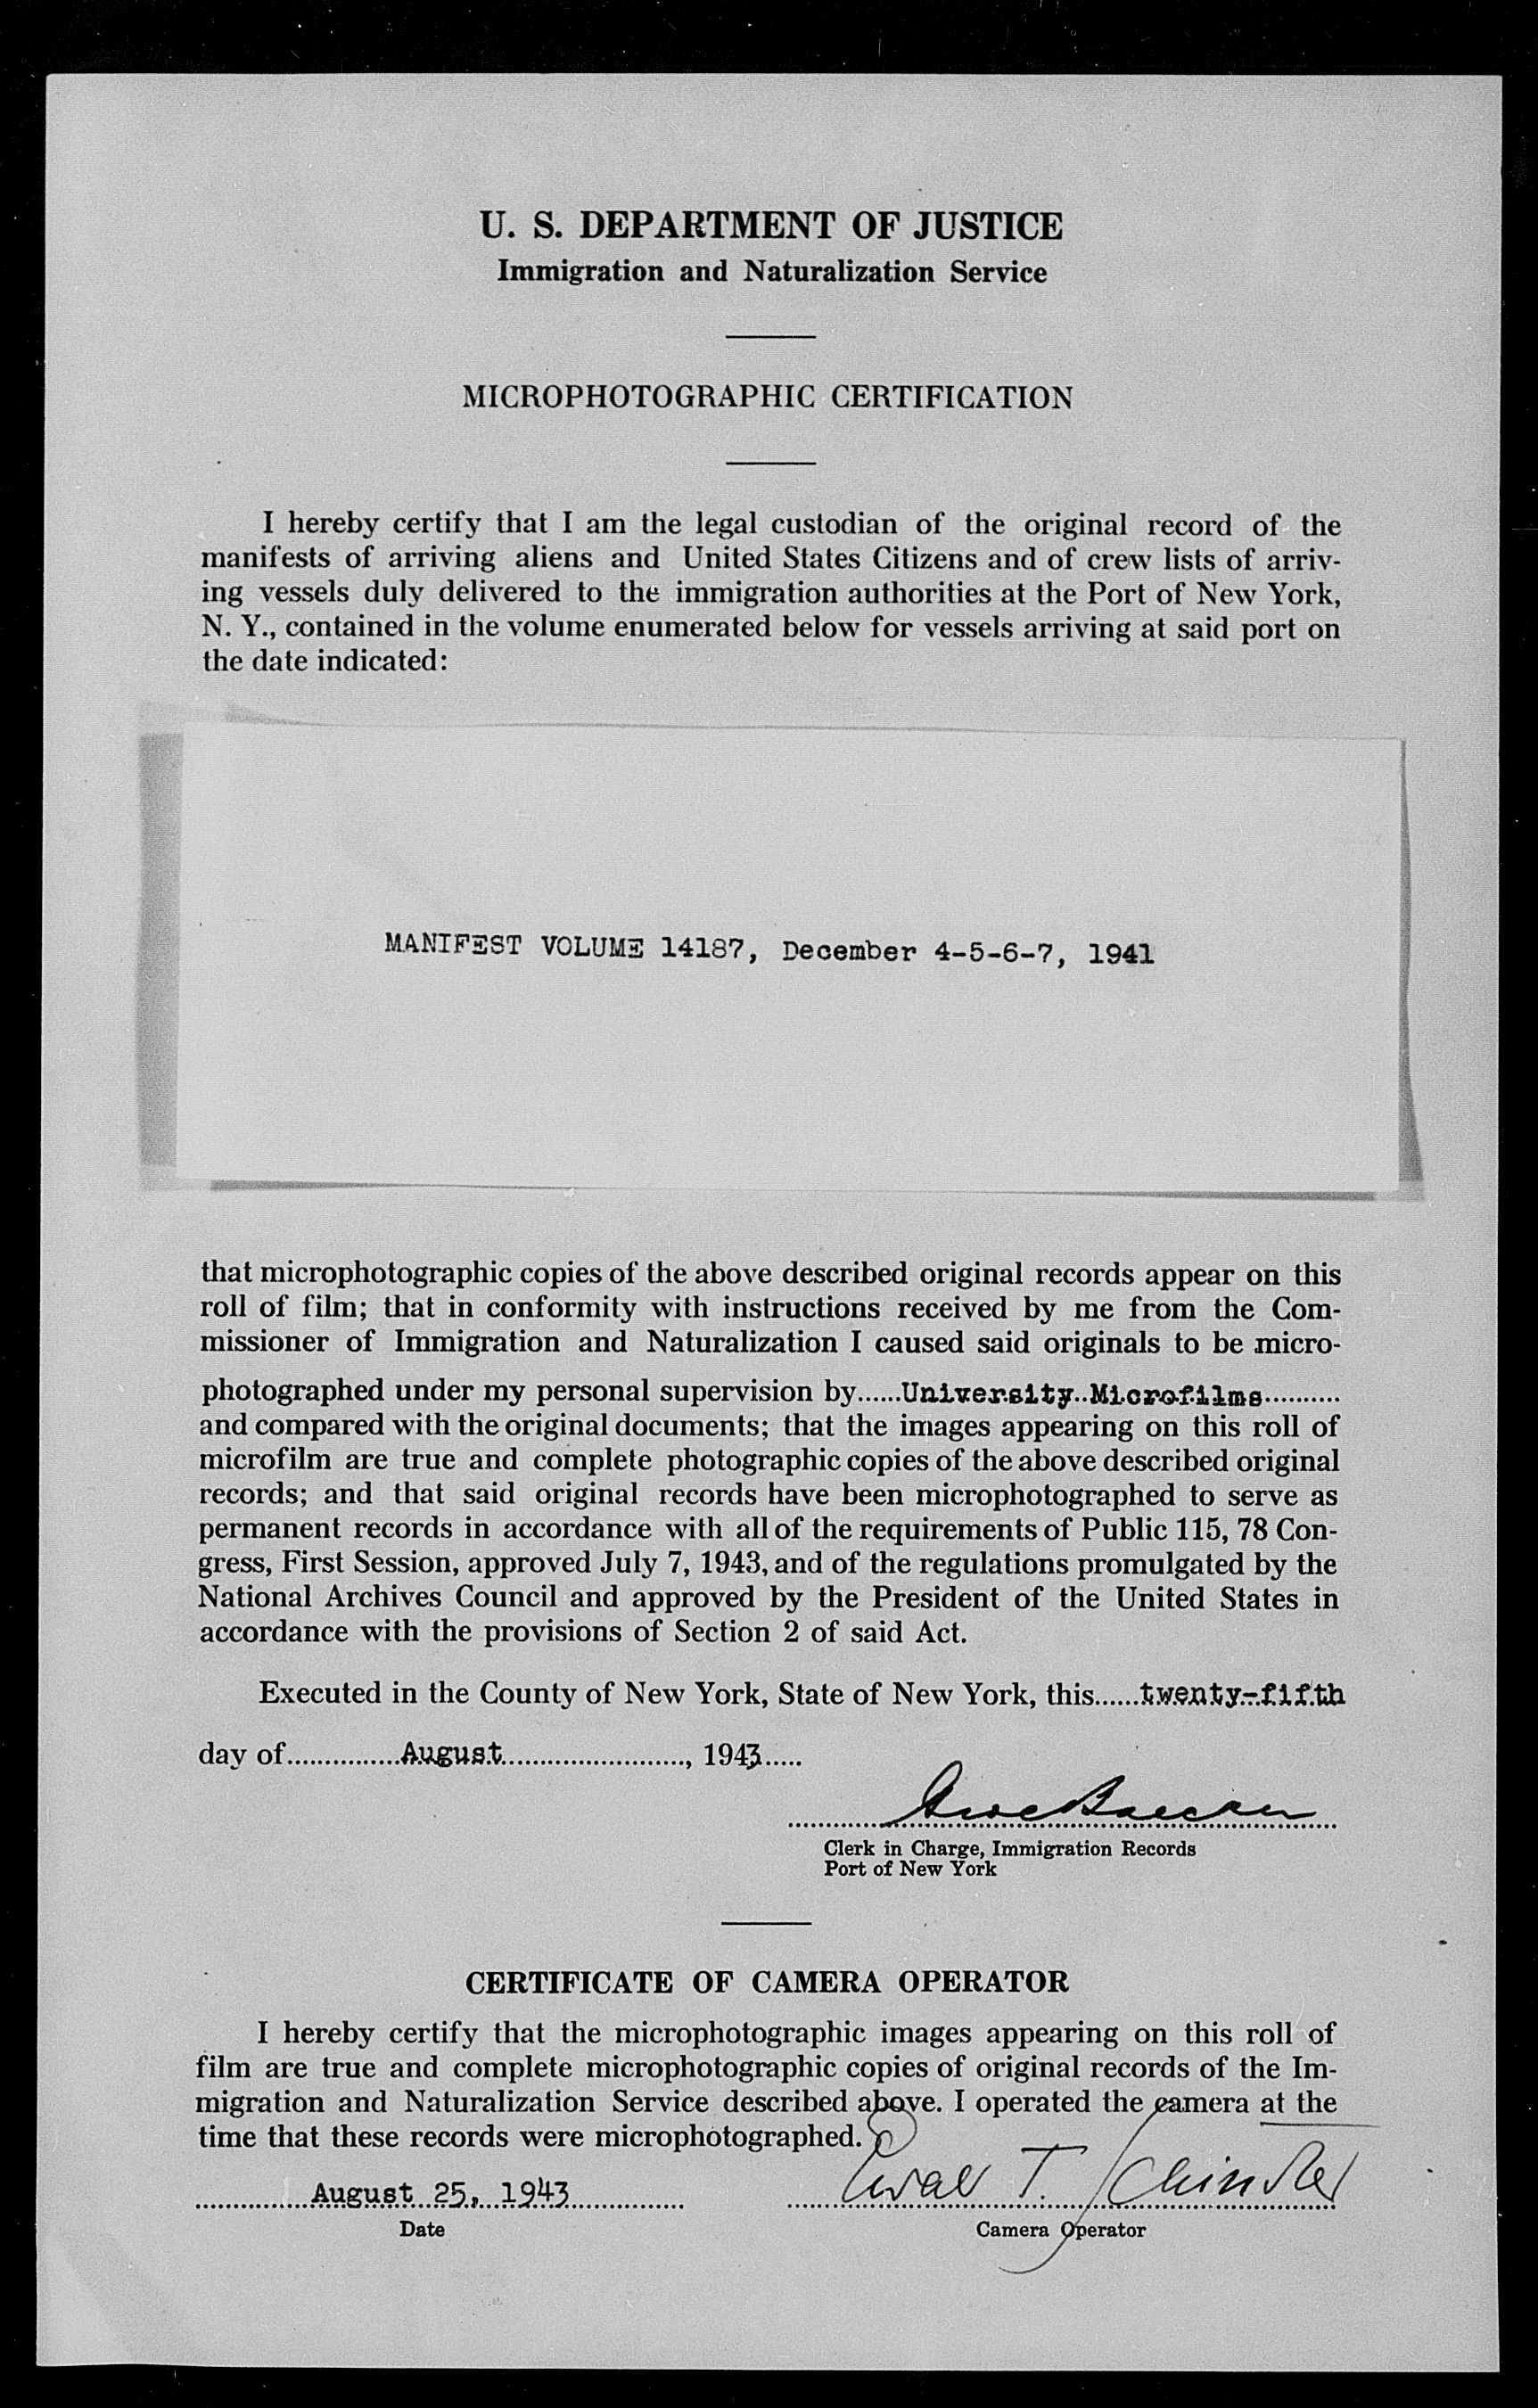 U. S. DEPARTMENT OF JUSTICE
Immigration and Naturalization Service
MICROPHOTOGRAPHIC CERTIFICATION
I hereby certify that I am the legal custodian of the original record of the
manifests of arriving aliens and United States Citizens and of crew lists of arriv-
ing vessels duly delivered to the immigration authorities at the Port of New York,
N. Y., contained in the volume enumerated below for vessels arriving at said port on
the date indicated:
MANIFEST VOLUME 14187, December 4-5-6-7, 1941
that microphotographic copies of the above described original records appear on this
roll of film; that in conformity with instructions received by me from the Com-
missioner of Immigration and Naturalization I caused said originals to be micro-
photographed under my personal supervision by......University Microfilms..........
and compared with the original documents; that the images appearing on this roll of
microfilm are true and complete photographic copies of the above described original
records; and that said original records have been microphotographed to serve as
permanent records in accordance with all of the requirements of Public 115, 78 Con-
gress, First Session, approved July 7, 1943, and of the regulations promulgated by the
National Archives Council and approved by the President of the United States in
accordance with the provisions of Section 2 of said Act.
Executed in the County of New York, State of New York, this......twenty-fifth
day of...............August........................, 1943.....
Clerk in Charge, Immigration Records
Port of New York
CERTIFICATE OF CAMERA OPERATOR
I hereby certify that the microphotographic images appearing on this roll of
film are true and complete microphotographic copies of original records of the Im-
migration and Naturalization Service described above. I operated the camera at the
time that these records were microphotographed.
August 25, 1943
T. Schindler
Date
Camera Operator